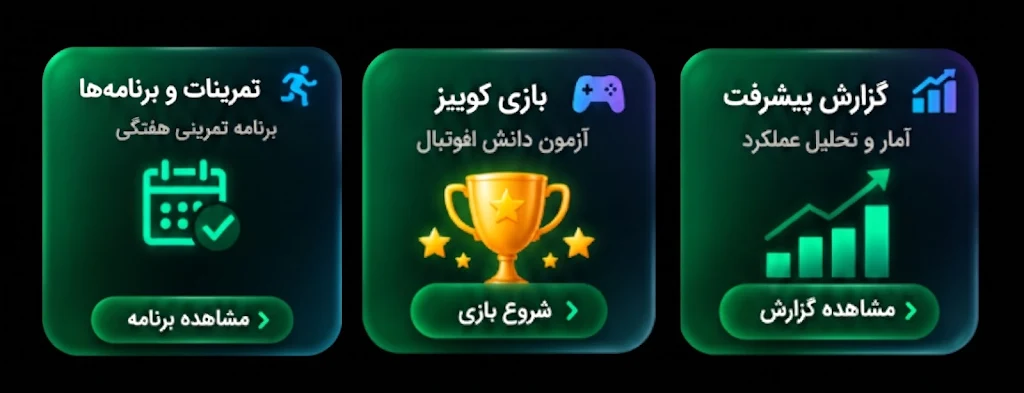 گزارش پیشرفت
آمار و تحلیل عملکرد
مشاهده گزارش
بازی کوییز
آزمون دانش افوتبال
شروع بازی
تمرینات و برنامه‌ها
برنامه تمرینی هفتگی
مشاهده برنامه